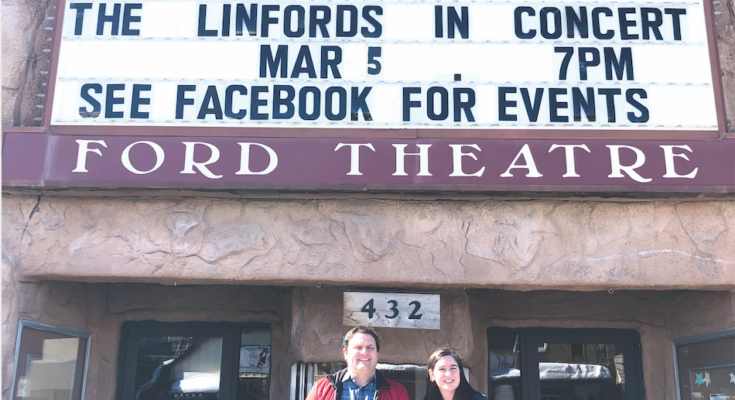 THE LINFORDS IN CONCERT
MAR 5 . 7PM
SEE FACEBOOK FOR EVENTS
FORD THEATRE
432